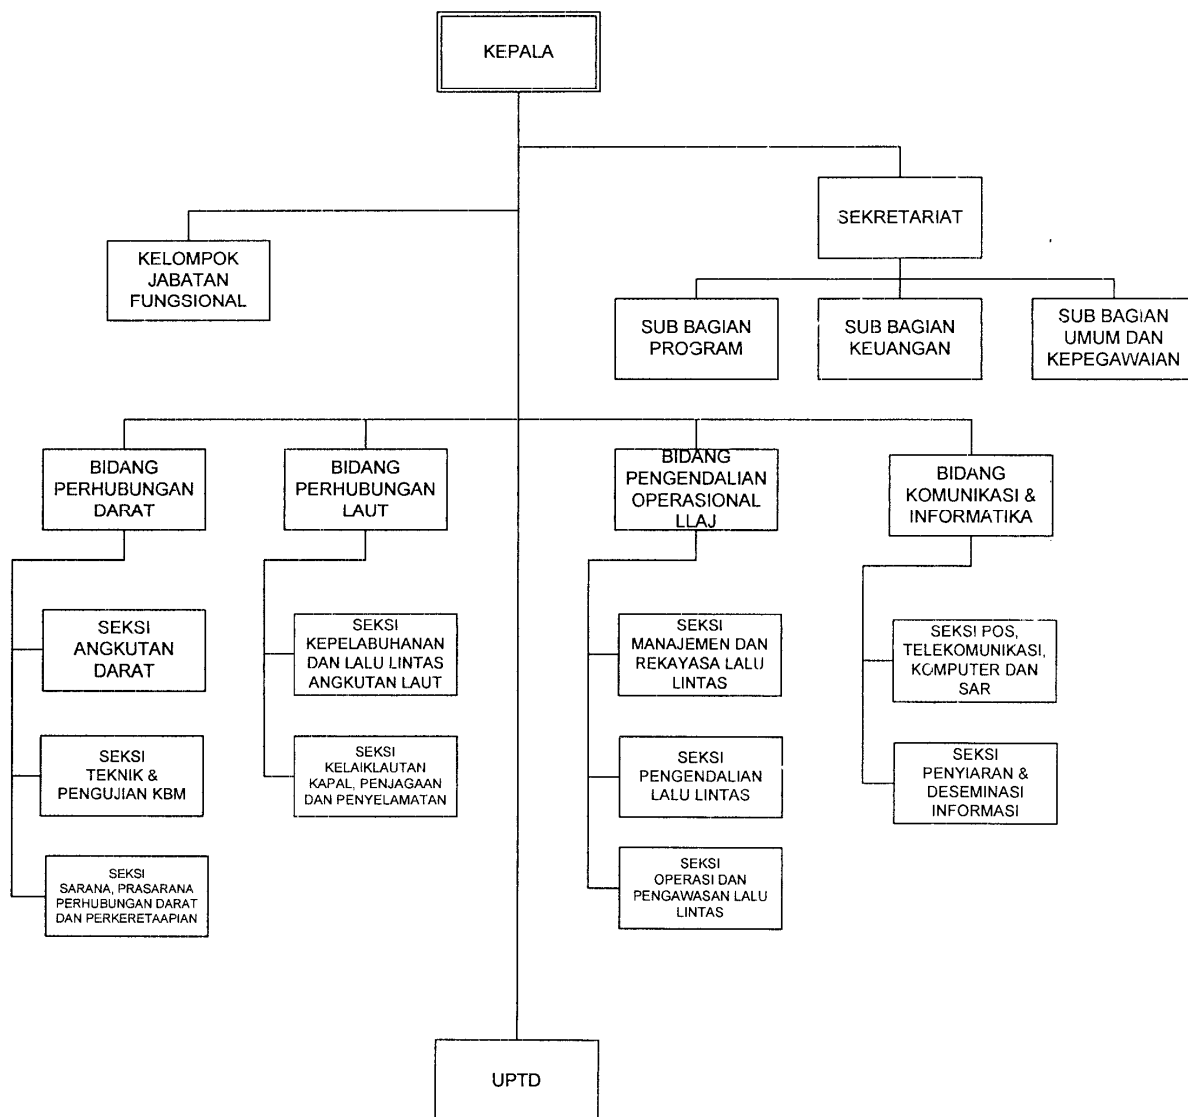 KEPALA
SEKRETARIAT
KELOMPOK
JABATAN
FUNGSIONAL
SUB BAGIAN
PROGRAM
SUB BAGIAN
KEUANGAN
SUB BAGIAN
UMUM DAN
KEPEGAWAIAN
BIDANG
PERHUBUNGAN
DARAT
BIDANG
PERHUBUNGAN
LAUT
BIDANG
PENGENDALIAN
OPERASIONAL
LLAJ
BIDANG
KOMUNIKASI &
INFORMATIKA
SEKSI
ANGKUTAN
DARAT
SEKSI
KEPELABUHANAN
DAN LALU LINTAS
ANGKUTAN LAUT
SEKSI
MANAJEMEN DAN
REKAYASA LALU
LINTAS
SEKSI POS,
TELEKOMUNIKASI,
KOMPUTER DAN
SAR
SEKSI
TEKNIK &
PENGUJIAN KBM
SEKSI
KELAIKLAUTAN
KAPAL, PENJAGAAN
DAN PENYELAMATAN
SEKSI
PENGENDALIAN
LALU LINTAS
SEKSI
PENYIARAN &
DESEMINASI
INFORMASI
SEKSI
SARANA, PRASARANA
PERHUBUNGAN DARAT
DAN PERKERETAAPIAN
SEKSI
OPERASI DAN
PENGAWASAN LALU
LINTAS
UPTD